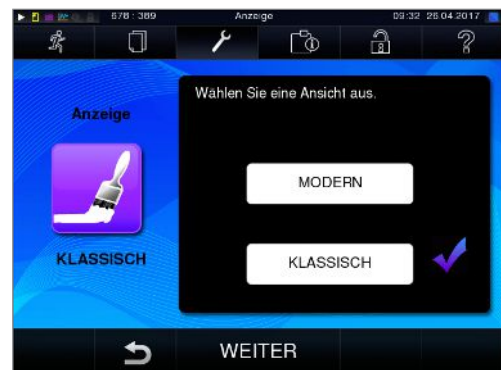 678 : 389 Anzeige 09:32 26.04.2017
Anzeige
Wählen Sie eine Ansicht aus.
MODERN
KLASSISCH
KLASSISCH
WEITER